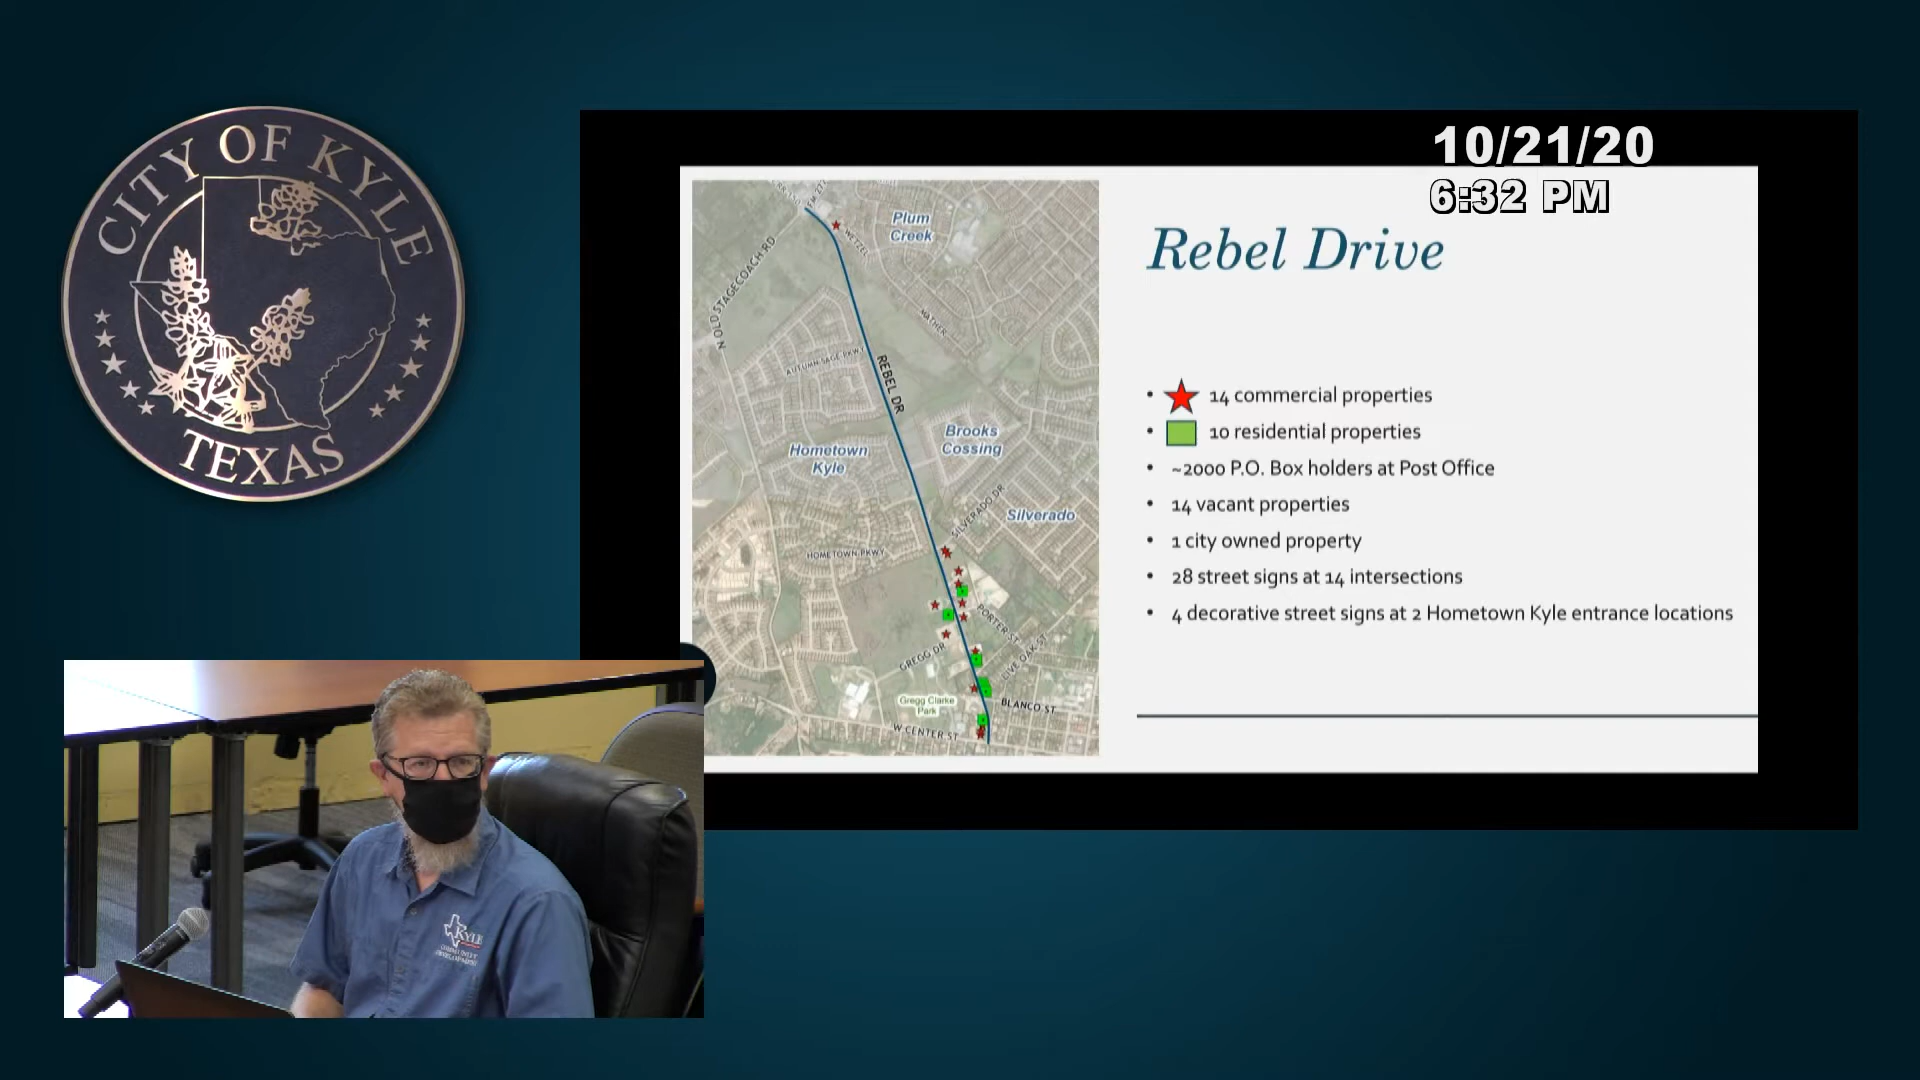 CITY OF KYLE
TEXAS
10/21/20
6:32 PM
Rebel Drive
• 14 commercial properties
• 10 residential properties
• ~2000 P.O. Box holders at Post Office
• 14 vacant properties
• 1 city owned property
• 28 street signs at 14 intersections
• 4 decorative street signs at 2 Hometown Kyle entrance locations
Plum
Creek
WETZEL
N OLD STAGECOACH RD
MATHER
AUTUMN SAGE PKWY
REBEL DR
Brooks
Cossing
Hometown
Kyle
SILVERADO DR
Silverado
HOMETOWN PKWY
PORTER ST
LIVE OAK ST
GREGG DR
Gregg Clarke
Park
BLANCO ST
W CENTER ST
KYLE